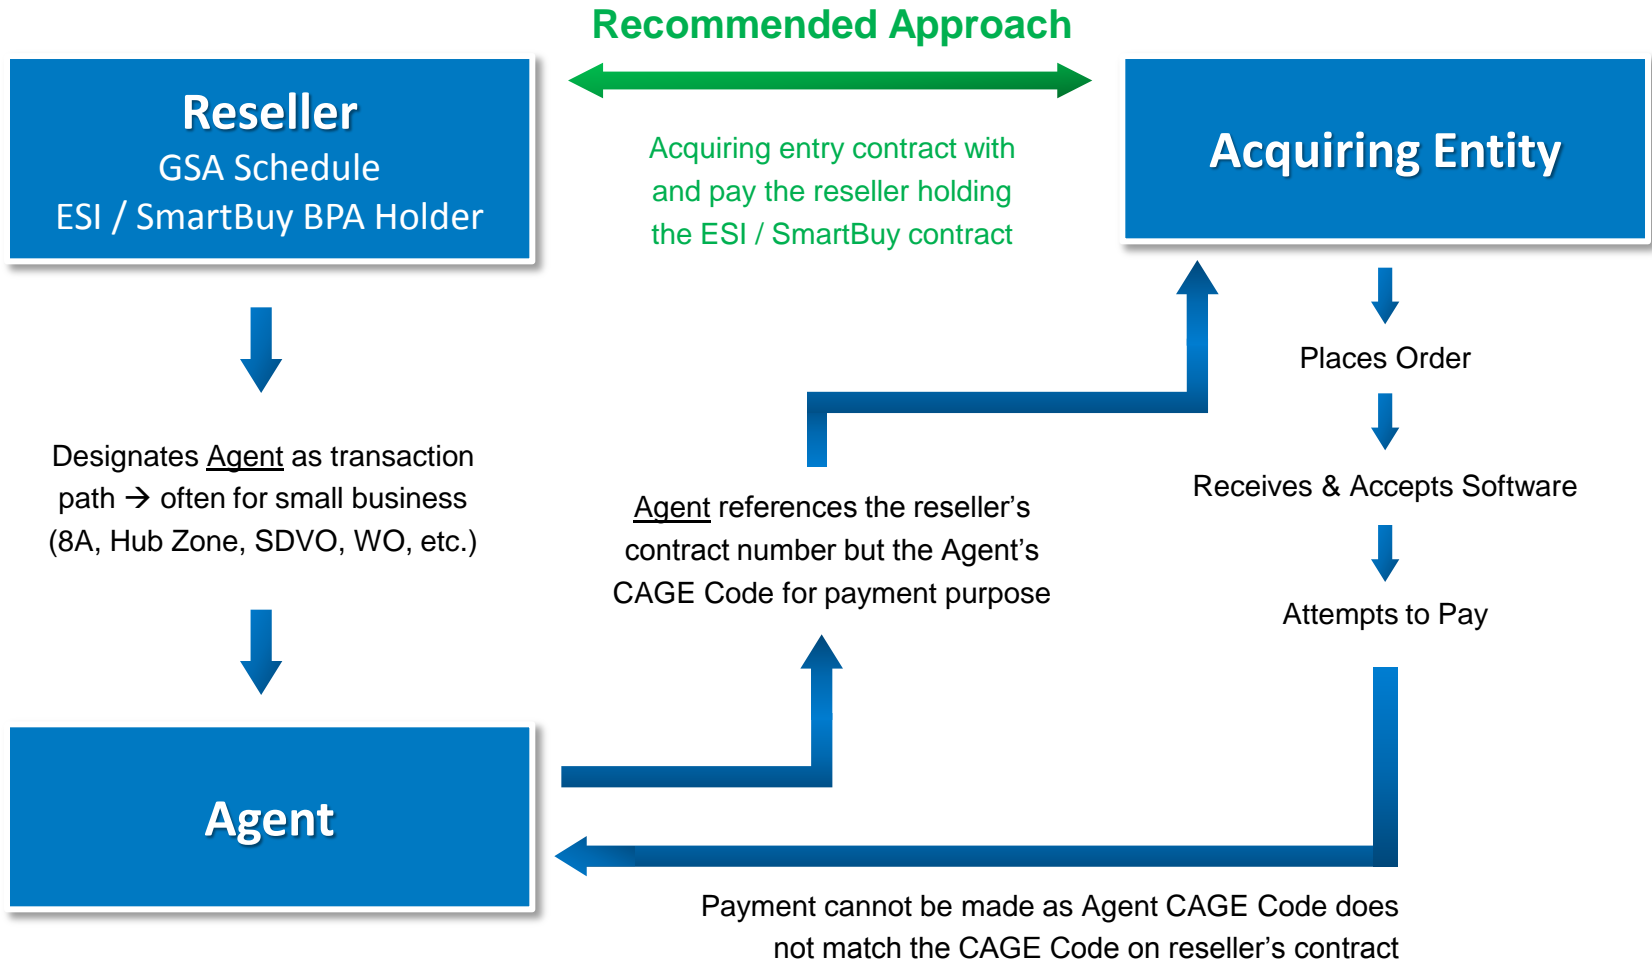 Recommended Approach
Reseller
GSA Schedule
ESI / SmartBuy BPA Holder
Acquiring entry contract with
and pay the reseller holding
the ESI / SmartBuy contract
Acquiring Entity
Places Order
Receives & Accepts Software
Attempts to Pay
Designates Agent as transaction
path → often for small business
(8A, Hub Zone, SDVO, WO, etc.)
Agent references the reseller’s
contract number but the Agent’s
CAGE Code for payment purpose
Agent
Payment cannot be made as Agent CAGE Code does
not match the CAGE Code on reseller’s contract